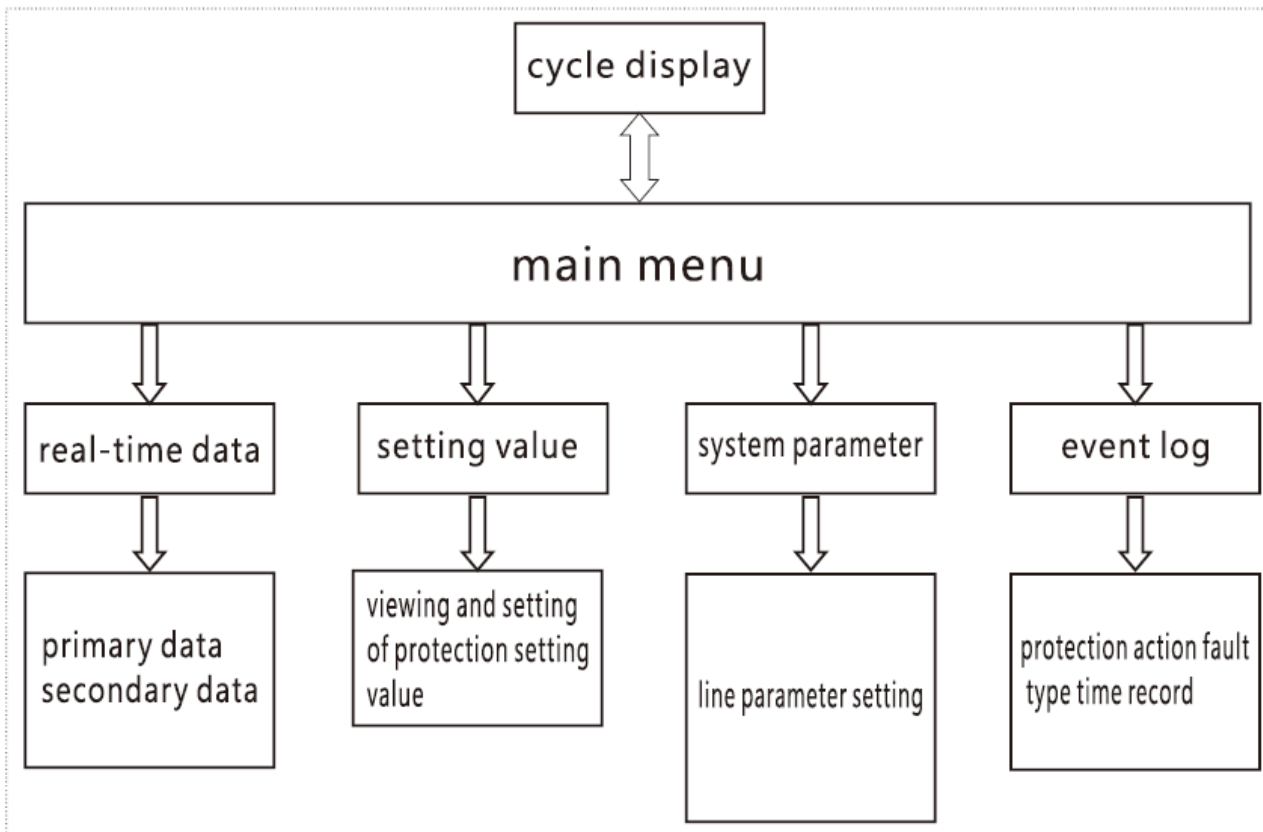 cycle display
main menu
real-time data
setting value
system parameter
event log
primary data
secondary data
viewing and setting
of protection setting
value
line parameter setting
protection action fault
type time record